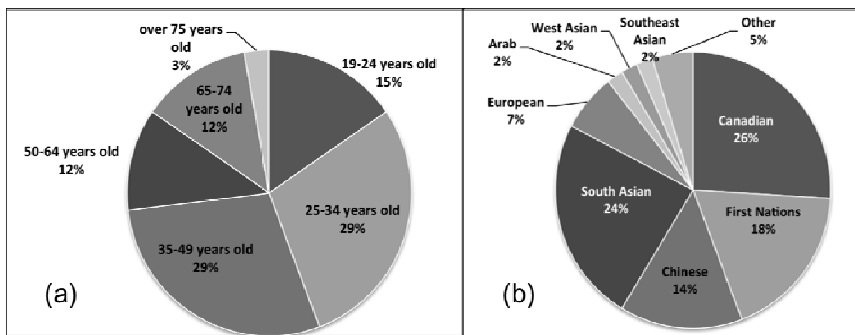 over 75 years
old
3%
19-24 years old
15%
65-74
years old
12%
50-64 years old
12%
25-34 years old
29%
35-49 years old
29%
(a)
Southeast
Asian
2%
West Asian
2%
Other
5%
Arab
2%
European
7%
Canadian
26%
South Asian
24%
First Nations
18%
Chinese
14%
(b)